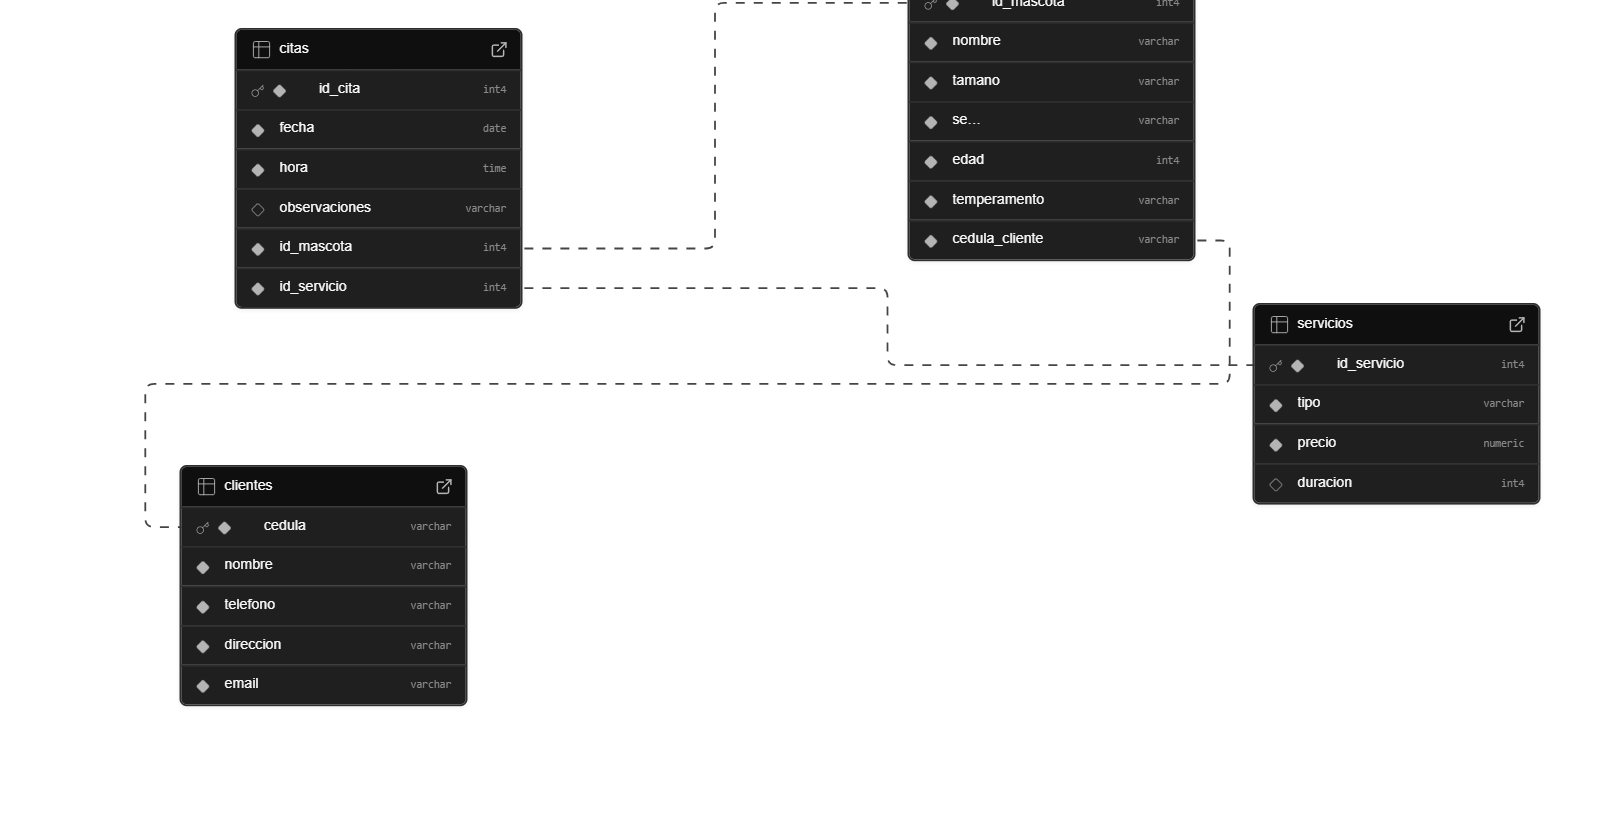 id_mascota int4
nombre varchar
tamano varchar
se... varchar
edad int4
temperamento varchar
cedula_cliente varchar
citas
id_cita int4
fecha date
hora time
observaciones varchar
id_mascota int4
id_servicio int4
servicios
id_servicio int4
tipo varchar
precio numeric
duracion int4
clientes
cedula varchar
nombre varchar
telefono varchar
direccion varchar
email varchar